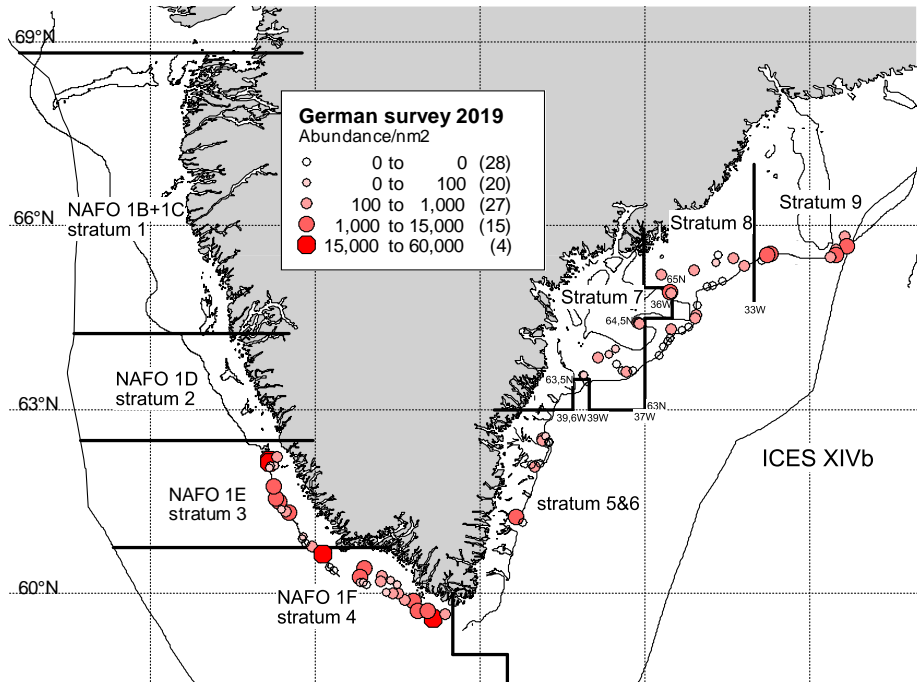 69°N
German survey 2019
Abundance/nm2
0 to 0 (28)
0 to 100 (20)
100 to 1,000 (27)
1,000 to 15,000 (15)
15,000 to 60,000 (4)
66°N
NAFO 1B+1C
stratum 1
Stratum 9
Stratum 8
65N
Stratum 7
36W
33W
64,5N
NAFO 1D
stratum 2
63,5N
63°N
63N
39,6W
39W
37W
ICES XIVb
NAFO 1E
stratum 3
stratum 5&6
60°N
NAFO 1F
stratum 4